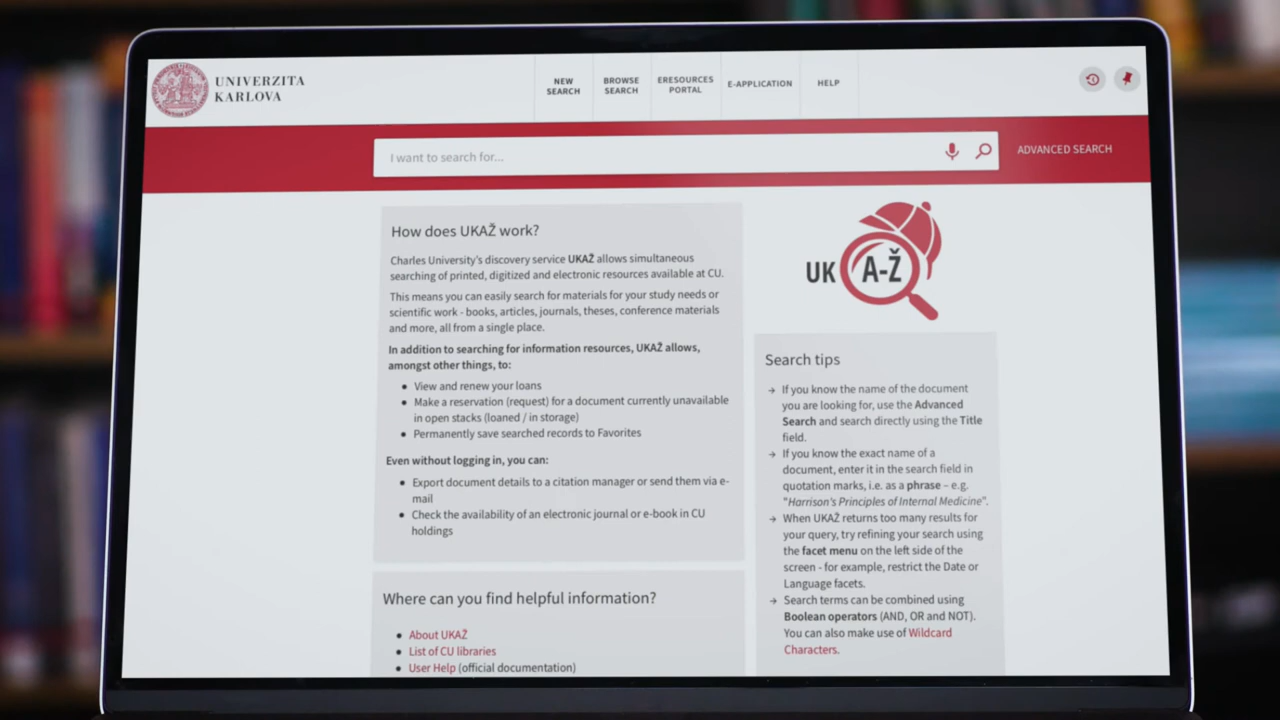 UNIVERZITA
KARLOVA
NEW
SEARCH
BROWSE
SEARCH
ERESOURCES
PORTAL
E-APPLICATION
HELP
I want to search for...
ADVANCED SEARCH
How does UKAŽ work?
Charles University's discovery service UKAŽ allows simultaneous
searching of printed, digitized and electronic resources available at CU.
This means you can easily search for materials for your study needs or
scientific work - books, articles, journals, theses, conference materials
and more, all from a single place.
In addition to searching for information resources, UKAŽ allows,
amongst other things, to:
• View and renew your loans
• Make a reservation (request) for a document currently unavailable
in open stacks (loaned / in storage)
• Permanently save searched records to Favorites
Even without logging in, you can:
• Export document details to a citation manager or send them via e-
mail
• Check the availability of an electronic journal or e-book in CU
holdings
Where can you find helpful information?
• About UKAŽ
• List of CU libraries
• User Help (official documentation)
UK A-Ž
Search tips
→ If you know the name of the document
you are looking for, use the Advanced
Search and search directly using the Title
field.
→ If you know the exact name of a
document, enter it in the search field in
quotation marks, i.e. as a phrase – e.g.
"Harrison's Principles of Internal Medicine".
→ When UKAŽ returns too many results for
your query, try refining your search using
the facet menu on the left side of the
screen - for example, restrict the Date or
Language facets.
→ Search terms can be combined using
Boolean operators (AND, OR and NOT).
You can also make use of Wildcard
Characters.